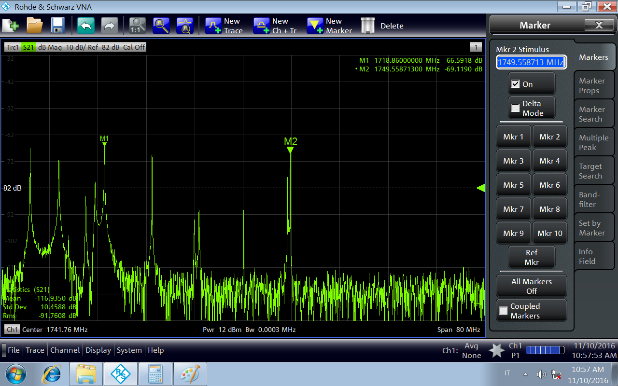 Rohde & Schwarz VNA
New Trace
New Ch + Tr
New Marker
Delete
Trc1 S21 dB Mag 10 dB/ Ref -82 dB Cal Off
1
M1 1718.86000000 MHz -66.5918 dB
• M2 1749.55871300 MHz -69.1190 dB
M1
M2
-82 dB
Statistics (S21)
Mean -116.9350 dB
Std Dev 10.4588 dB
Rms -91.7608 dB
Ch1 Center 1741.76 MHz
Pwr 12 dBm Bw 0.0003 MHz
Span 80 MHz
Marker
X
Mkr 2 Stimulus
1749.558713 MHz
On
Delta Mode
Mkr 1
Mkr 2
Mkr 3
Mkr 4
Mkr 5
Mkr 6
Mkr 7
Mkr 8
Mkr 9
Mkr 10
Ref Mkr
All Markers Off
Coupled Markers
Markers
Marker Props
Marker Search
Multiple Peak
Target Search
Band-filter
Set by Marker
Info Field
File Trace Channel Display System Help
Ch1: Avg None
Ch1 P1
11/10/2016
10:57:53 AM
IT
10:57 AM
11/10/2016